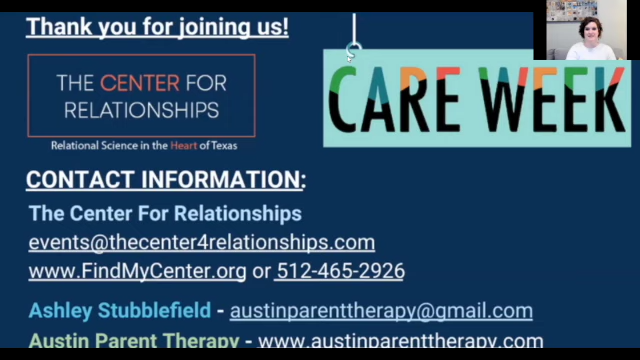 Thank you for joining us!
THE CENTER FOR
RELATIONSHIPS
Relational Science in the Heart of Texas
CARE WEEK
CONTACT INFORMATION:
The Center For Relationships
events@thecenter4relationships.com
www.FindMyCenter.org or 512-465-2926
Ashley Stubblefield - austinparenttherapy@gmail.com
Austin Parent Therapy - www.austinparenttherapy.com